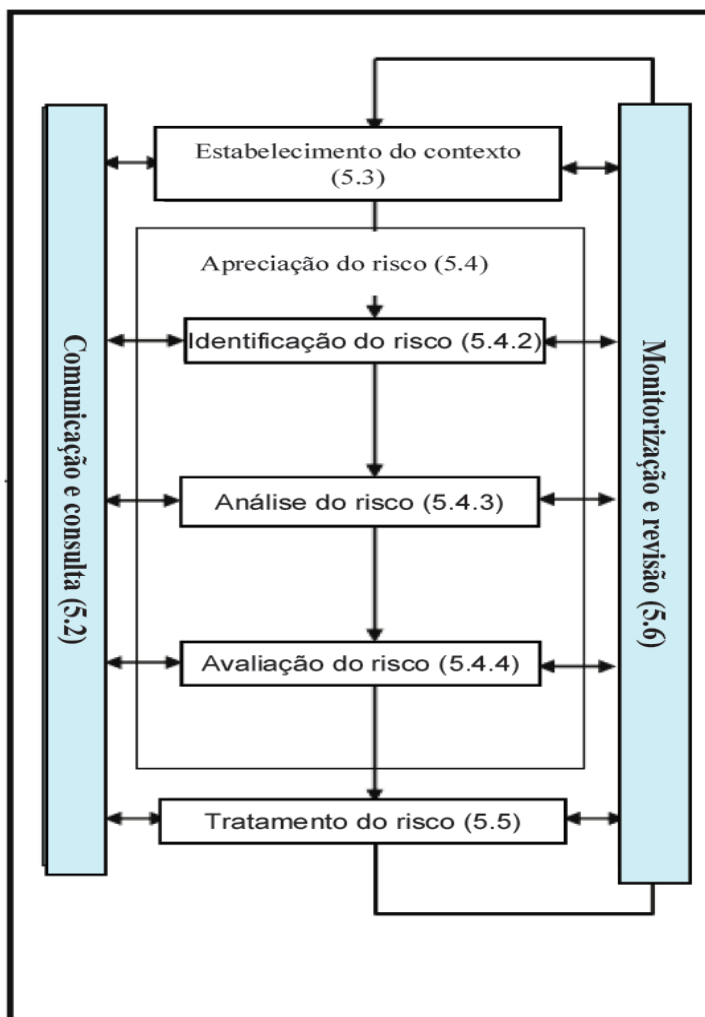 Estabelecimento do contexto
(5.3)
Apreciação do risco (5.4)
Identificação do risco (5.4.2)
Análise do risco (5.4.3)
Avaliação do risco (5.4.4)
Tratamento do risco (5.5)
Comunicação e consulta (5.2)
Monitorização e revisão (5.6)